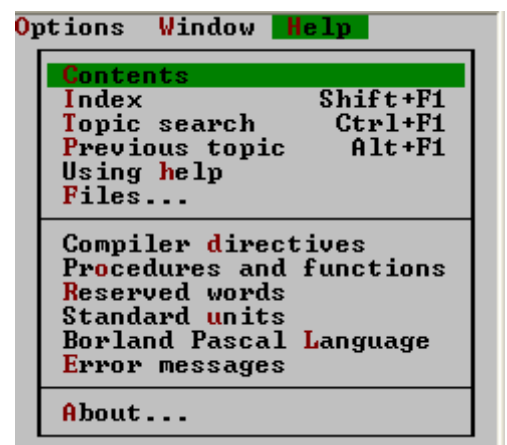 Options Window Help
Contents
Index Shift+F1
Topic search Ctrl+F1
Previous topic Alt+F1
Using help
Files...
Compiler directives
Procedures and functions
Reserved words
Standard units
Borland Pascal Language
Error messages
About...